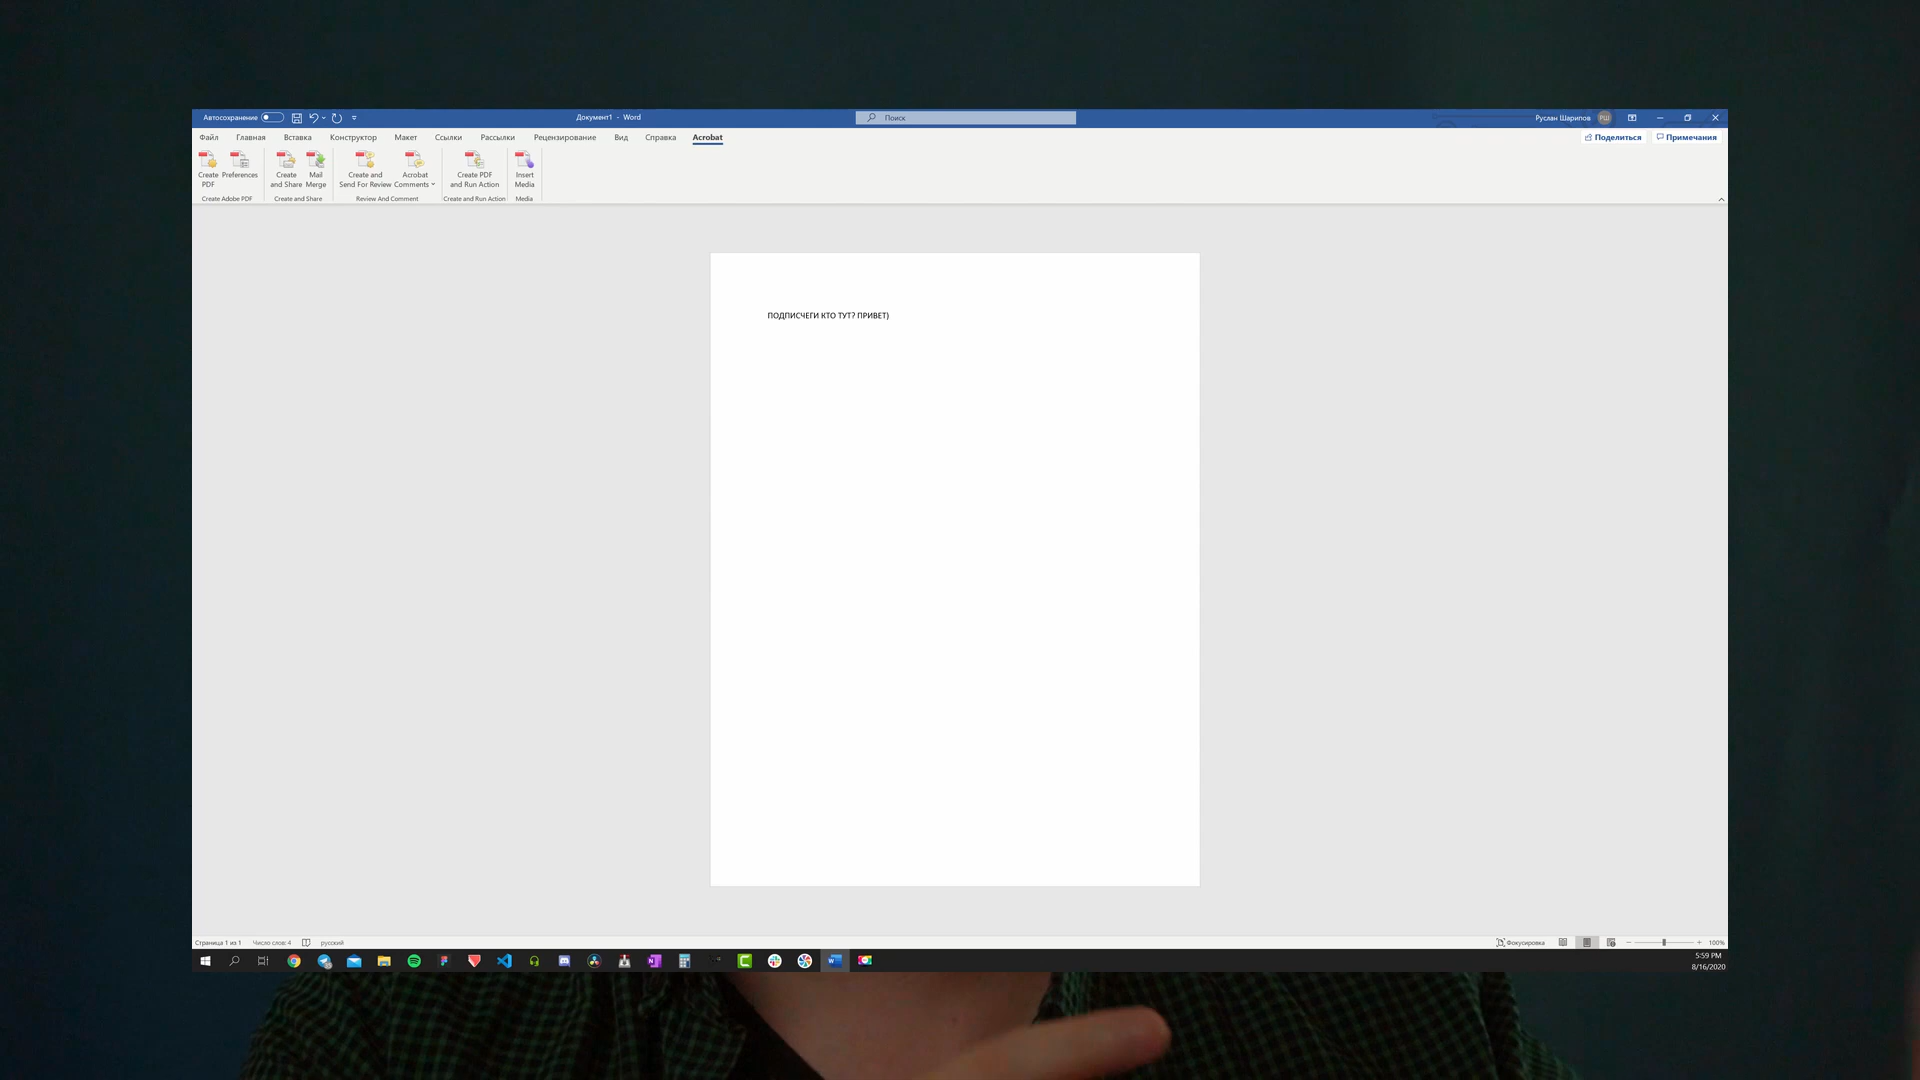 Автосохранение
Документ1 - Word
Поиск
Руслан Шарипов РШ
Файл Главная Вставка Конструктор Макет Ссылки Рассылки Рецензирование Вид Справка Acrobat
Поделиться Примечания
Create PDF
Preferences
Create and Share
Mail Merge
Create and Send For Review
Acrobat Comments
Create PDF and Run Action
Insert Media
Create Adobe PDF
Create and Share
Review And Comment
Create and Run Action
Media
ПОДПИСЧЕГИ КТО ТУТ? ПРИВЕТ)
Страница 1 из 1 Число слов: 4 русский
Фокусировка
100%
5:59 PM
8/16/2020